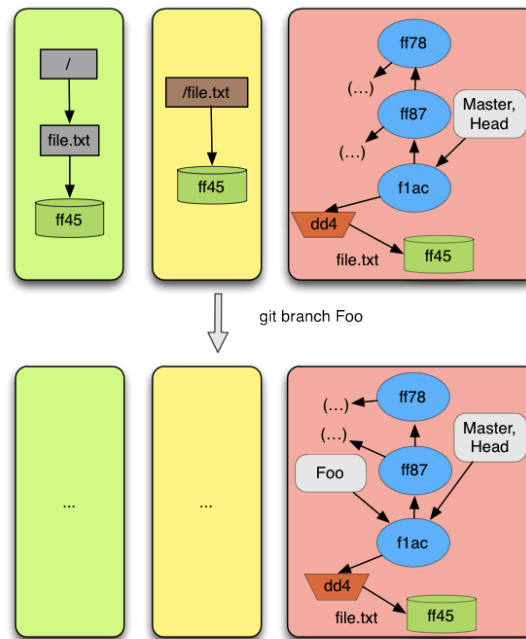 /
file.txt
ff45
/file.txt
ff45
ff78
(...)
ff87
Master,
Head
(...)
f1ac
dd4
file.txt
ff45
git branch Foo
...
...
ff78
(...)
(...)
Master,
Head
Foo
ff87
f1ac
dd4
file.txt
ff45